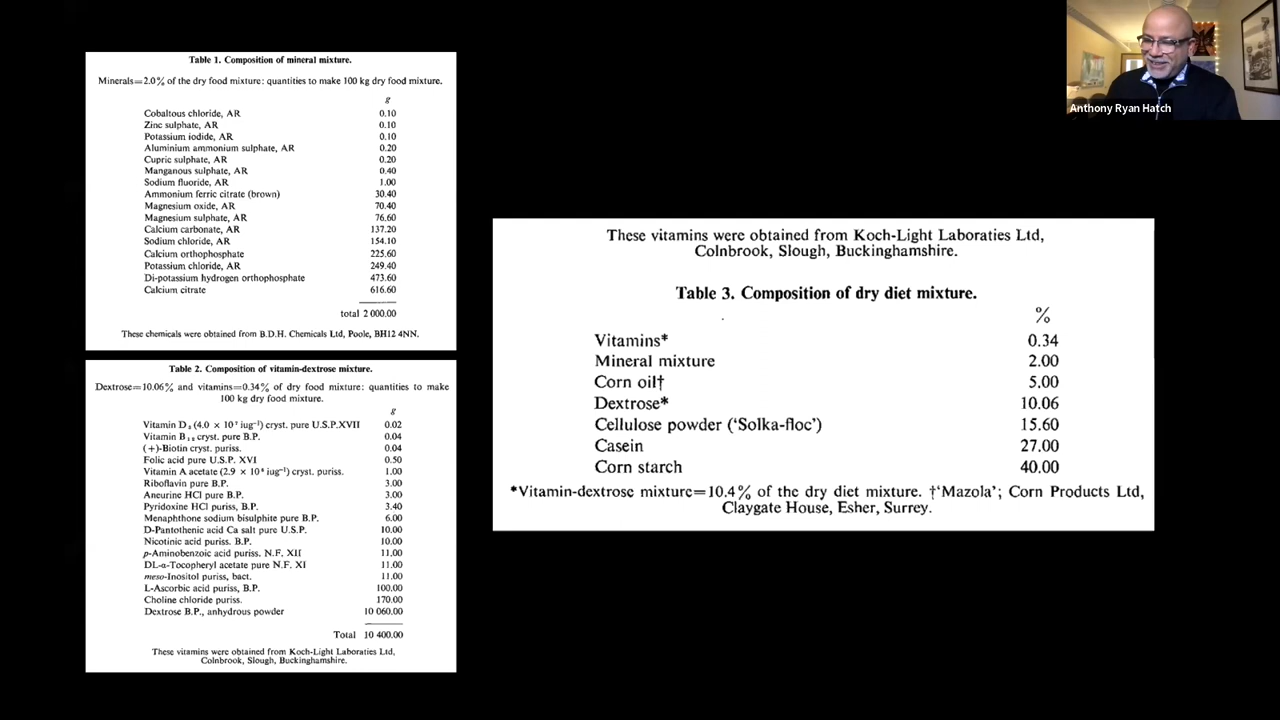 Table 1. Composition of mineral mixture.
Minerals=2.0% of the dry food mixture: quantities to make 100 kg dry food mixture.
g
Cobaltous chloride, AR 0.10
Zinc sulphate, AR 0.10
Potassium iodide, AR 0.10
Aluminium ammonium sulphate, AR 0.20
Cupric sulphate, AR 0.20
Manganous sulphate, AR 0.40
Sodium fluoride, AR 1.00
Ammonium ferric citrate (brown) 30.40
Magnesium oxide, AR 70.40
Magnesium sulphate, AR 76.60
Calcium carbonate, AR 137.20
Sodium chloride, AR 154.10
Calcium orthophosphate 225.60
Potassium chloride, AR 249.40
Di-potassium hydrogen orthophosphate 473.60
Calcium citrate 616.60
total 2 000.00
These chemicals were obtained from B.D.H. Chemicals Ltd, Poole, BH12 4NN.
Table 2. Composition of vitamin-dextrose mixture.
Dextrose=10.06% and vitamins=0.34% of dry food mixture: quantities to make
100 kg dry food mixture.
g
Vitamin D₃ (4.0 × 10⁷ iug⁻¹) cryst. pure U.S.P.XVII 0.02
Vitamin B₁₂ cryst. pure B.P. 0.04
(+)-Biotin cryst. puriss. 0.04
Folic acid pure U.S.P. XVI 0.50
Vitamin A acetate (2.9 × 10⁶ iug⁻¹) cryst. puriss. 1.00
Riboflavin pure B.P. 3.00
Aneurine HCl pure B.P. 3.00
Pyridoxine HCl puriss, B.P. 3.40
Menaphthone sodium bisulphite pure B.P. 6.00
D-Pantothenic acid Ca salt pure U.S.P. 10.00
Nicotinic acid puriss. B.P. 10.00
p-Aminobenzoic acid puriss. N.F. XII 11.00
DL-α-Tocopheryl acetate pure N.F. XI 11.00
meso-Inositol puriss, bact. 11.00
L-Ascorbic acid puriss, B.P. 100.00
Choline chloride puriss. 170.00
Dextrose B.P., anhydrous powder 10 060.00
Total 10 400.00
These vitamins were obtained from Koch-Light Laboraties Ltd,
Colnbrook, Slough, Buckinghamshire.
These vitamins were obtained from Koch-Light Laboraties Ltd,
Colnbrook, Slough, Buckinghamshire.
Table 3. Composition of dry diet mixture.
%
Vitamins* 0.34
Mineral mixture 2.00
Corn oil† 5.00
Dextrose* 10.06
Cellulose powder (‘Solka-floc’) 15.60
Casein 27.00
Corn starch 40.00
*Vitamin-dextrose mixture=10.4% of the dry diet mixture. †‘Mazola’; Corn Products Ltd,
Claygate House, Esher, Surrey.
Anthony Ryan Hatch